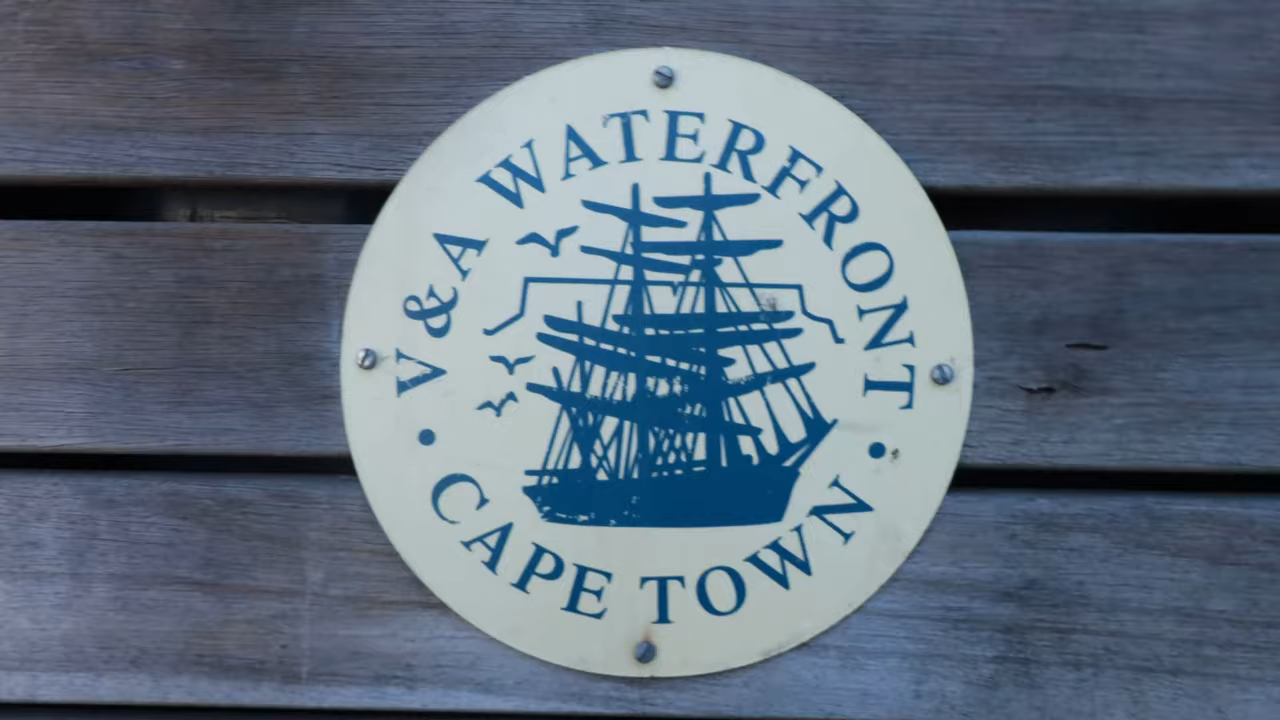 V & A WATERFRONT
• CAPE TOWN •